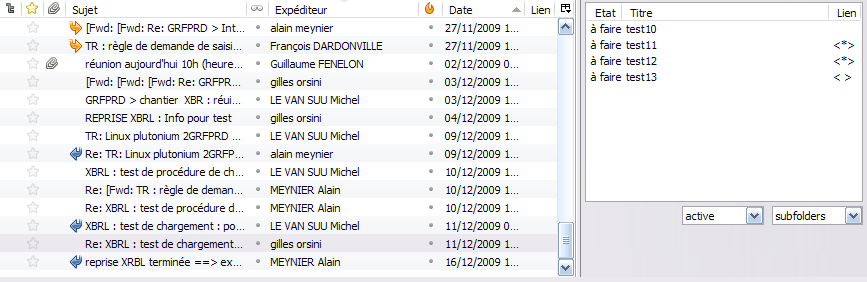 Sujet Expéditeur Date Lien
[Fwd: [Fwd: Re: GRFPRD > Int... alain meynier 27/11/2009 1...
TR : règle de demande de saisi... François DARDONVILLE 27/11/2009 1...
réunion aujourd'hui 10h (heure... Guillaume FENELON 02/12/2009 0...
[Fwd: [Fwd: [Fwd: Re: GRFPR... gilles orsini 03/12/2009 1...
GRFPRD > chantier XBR : réui... LE VAN SUU Michel 03/12/2009 1...
REPRISE XBRL : Info pour test gilles orsini 04/12/2009 1...
TR: Linux plutonium 2GRFPRD ... LE VAN SUU Michel 09/12/2009 1...
Re: TR: Linux plutonium 2GRFP... alain meynier 09/12/2009 1...
XBRL : test de procédure de ch... LE VAN SUU Michel 10/12/2009 1...
Re: [Fwd: TR : règle de deman... MEYNIER Alain 10/12/2009 1...
Re: XBRL : test de procédure d... MEYNIER Alain 10/12/2009 1...
XBRL : test de chargement : po... LE VAN SUU Michel 11/12/2009 0...
Re: XBRL : test de chargement... gilles orsini 11/12/2009 1...
reprise XRBL terminée ==> ex... MEYNIER Alain 16/12/2009 1...
Etat Titre Lien
à faire test10
à faire test11 <*>
à faire test12 <*>
à faire test13 < >
active subfolders